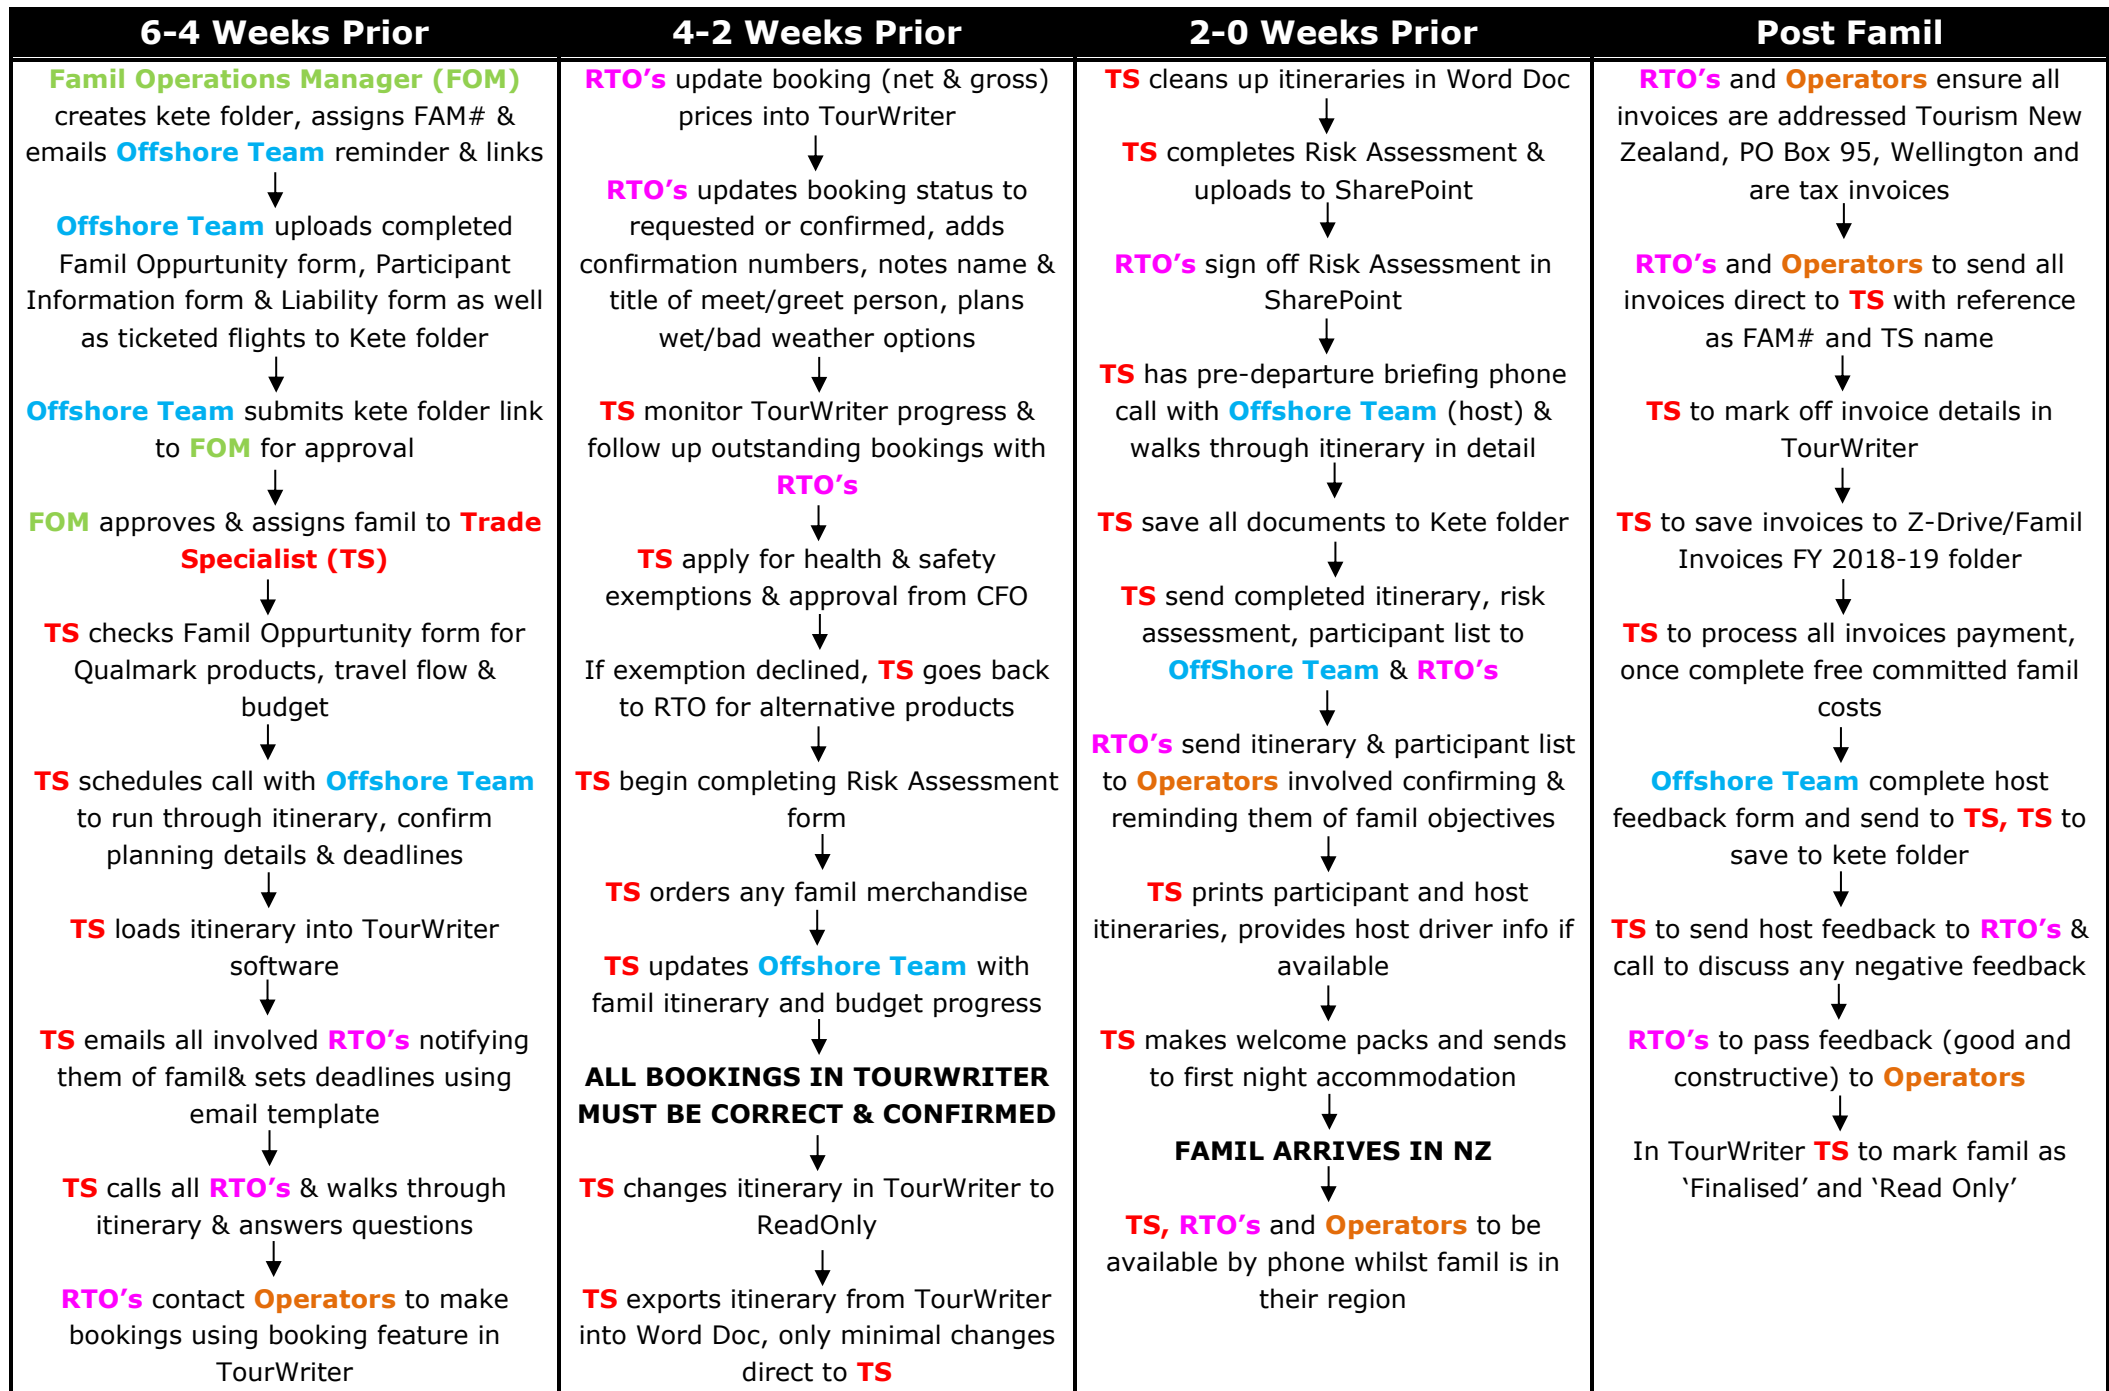 6-4 Weeks Prior
Famil Operations Manager (FOM)
creates kete folder, assigns FAM# &
emails Offshore Team reminder & links
Offshore Team uploads completed
Famil Oppurtunity form, Participant
Information form & Liability form as well
as ticketed flights to Kete folder
Offshore Team submits kete folder link
to FOM for approval
FOM approves & assigns famil to Trade
Specialist (TS)
TS checks Famil Oppurtunity form for
Qualmark products, travel flow &
budget
TS schedules call with Offshore Team
to run through itinerary, confirm
planning details & deadlines
TS loads itinerary into TourWriter
software
TS emails all involved RTO's notifying
them of famil& sets deadlines using
email template
TS calls all RTO's & walks through
itinerary & answers questions
RTO's contact Operators to make
bookings using booking feature in
TourWriter
4-2 Weeks Prior
RTO's update booking (net & gross)
prices into TourWriter
RTO's updates booking status to
requested or confirmed, adds
confirmation numbers, notes name &
title of meet/greet person, plans
wet/bad weather options
TS monitor TourWriter progress &
follow up outstanding bookings with
RTO's
TS apply for health & safety
exemptions & approval from CFO
If exemption declined, TS goes back
to RTO for alternative products
TS begin completing Risk Assessment
form
TS orders any famil merchandise
TS updates Offshore Team with
famil itinerary and budget progress
ALL BOOKINGS IN TOURWRITER
MUST BE CORRECT & CONFIRMED
TS changes itinerary in TourWriter to
ReadOnly
TS exports itinerary from TourWriter
into Word Doc, only minimal changes
direct to TS
2-0 Weeks Prior
TS cleans up itineraries in Word Doc
TS completes Risk Assessment &
uploads to SharePoint
RTO's sign off Risk Assessment in
SharePoint
TS has pre-departure briefing phone
call with Offshore Team (host) &
walks through itinerary in detail
TS save all documents to Kete folder
TS send completed itinerary, risk
assessment, participant list to
OffShore Team & RTO's
RTO's send itinerary & participant list
to Operators involved confirming &
reminding them of famil objectives
TS prints participant and host
itineraries, provides host driver info if
available
TS makes welcome packs and sends
to first night accommodation
FAMIL ARRIVES IN NZ
TS, RTO's and Operators to be
available by phone whilst famil is in
their region
Post Famil
RTO's and Operators ensure all
invoices are addressed Tourism New
Zealand, PO Box 95, Wellington and
are tax invoices
RTO's and Operators to send all
invoices direct to TS with reference
as FAM# and TS name
TS to mark off invoice details in
TourWriter
TS to save invoices to Z-Drive/Famil
Invoices FY 2018-19 folder
TS to process all invoices payment,
once complete free committed famil
costs
Offshore Team complete host
feedback form and send to TS, TS to
save to kete folder
TS to send host feedback to RTO's &
call to discuss any negative feedback
RTO's to pass feedback (good and
constructive) to Operators
In TourWriter TS to mark famil as
'Finalised' and 'Read Only'